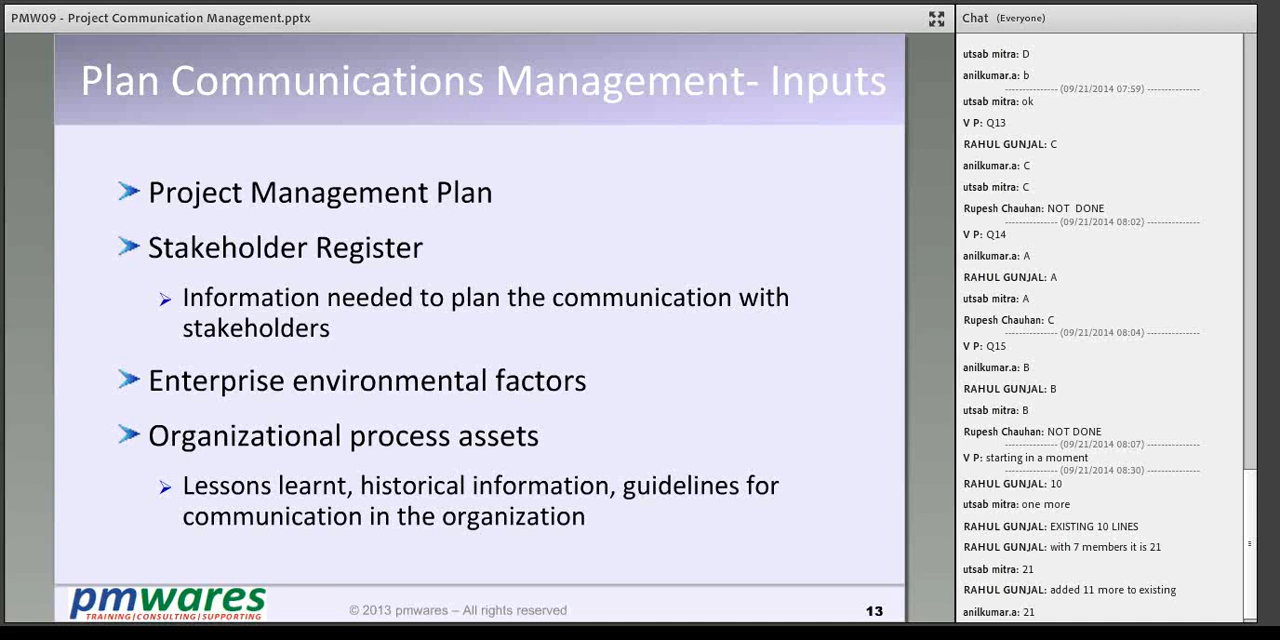 PMW09 - Project Communication Management.pptx
Plan Communications Management- Inputs
Project Management Plan
Stakeholder Register
Information needed to plan the communication with
stakeholders
Enterprise environmental factors
Organizational process assets
Lessons learnt, historical information, guidelines for
communication in the organization
pmwares
TRAINING|CONSULTING|SUPPORTING
© 2013 pmwares – All rights reserved
13
Chat (Everyone)
utsab mitra: D
anilkumar.a: b
--------------- (09/21/2014 07:59) ---------------
utsab mitra: ok
V P: Q13
RAHUL GUNJAL: C
anilkumar.a: C
utsab mitra: C
Rupesh Chauhan: NOT DONE
--------------- (09/21/2014 08:02) ---------------
V P: Q14
anilkumar.a: A
RAHUL GUNJAL: A
utsab mitra: A
Rupesh Chauhan: C
--------------- (09/21/2014 08:04) ---------------
V P: Q15
anilkumar.a: B
RAHUL GUNJAL: B
utsab mitra: B
Rupesh Chauhan: NOT DONE
--------------- (09/21/2014 08:07) ---------------
V P: starting in a moment
--------------- (09/21/2014 08:30) ---------------
RAHUL GUNJAL: 10
utsab mitra: one more
RAHUL GUNJAL: EXISTING 10 LINES
RAHUL GUNJAL: with 7 members it is 21
utsab mitra: 21
RAHUL GUNJAL: added 11 more to existing
anilkumar.a: 21